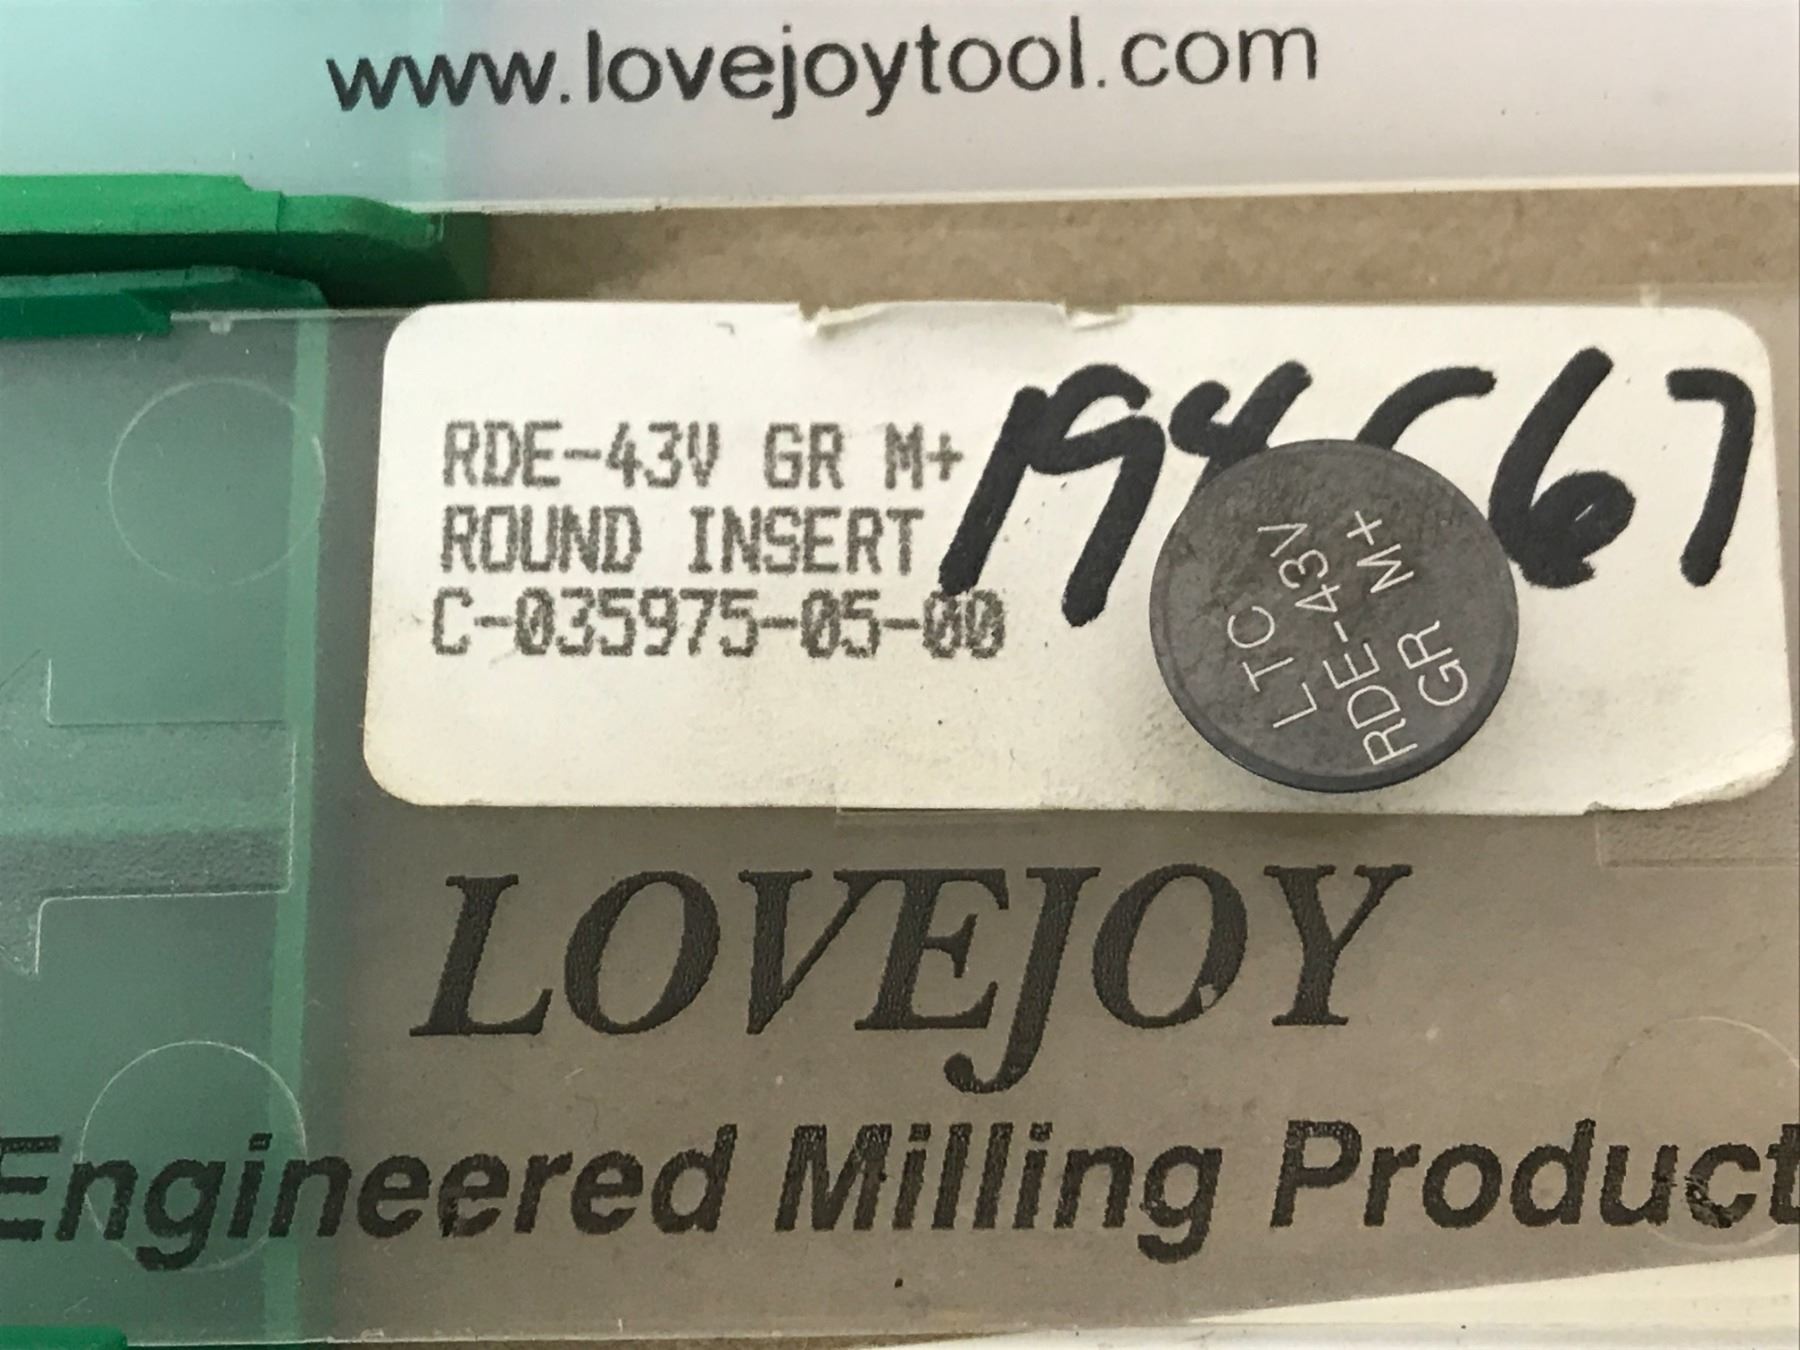 www.lovejoytool.com
RDE-43V GR M+
ROUND INSERT
C-035975-05-00
LTC
RDE-43V
GR M+
LOVEJOY
Engineered Milling Product